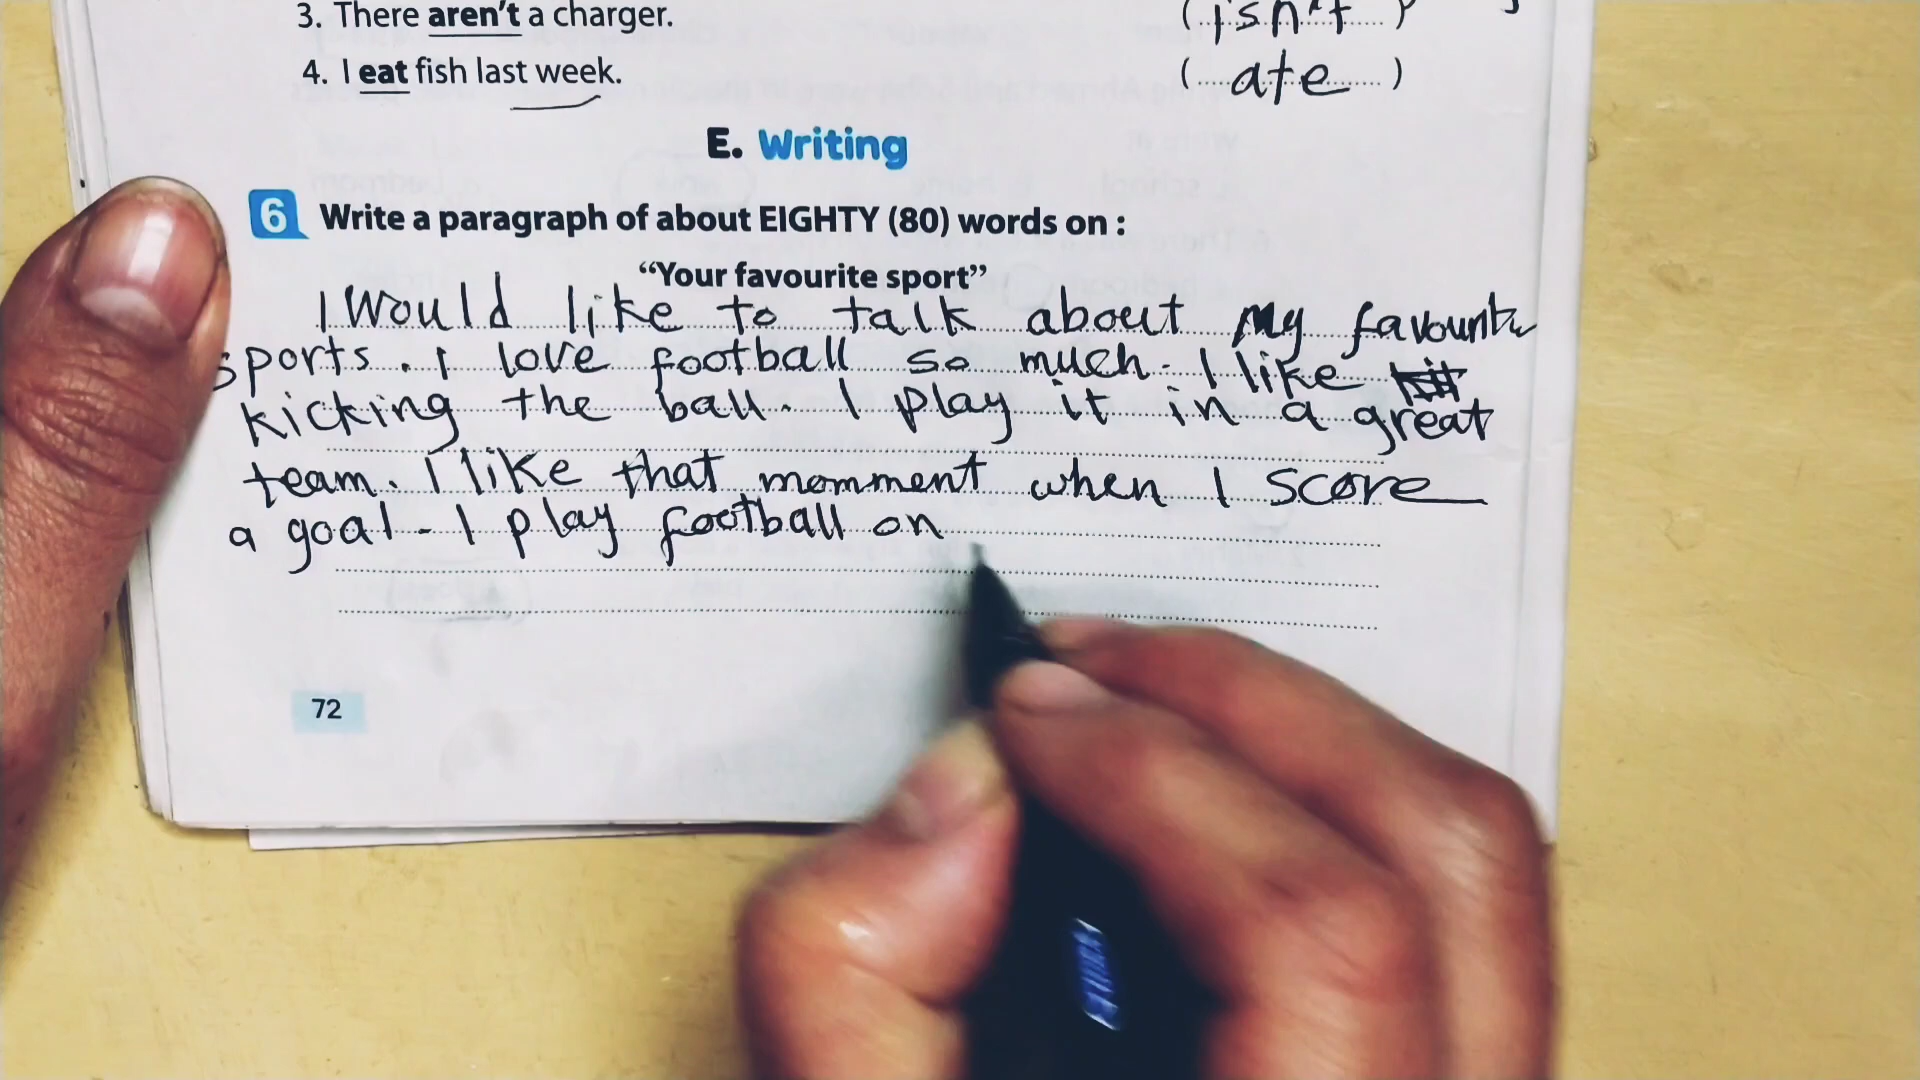 3. There aren't a charger. (isn't)
4. I eat fish last week. (ate)
E. Writing
6 Write a paragraph of about EIGHTY (80) words on :
“Your favourite sport”
I Would like to talk about my favourite
sports. I love football so much. I like
kicking the ball. I play it in a great
team. I like that momment when I score
a goal. I play football on
72